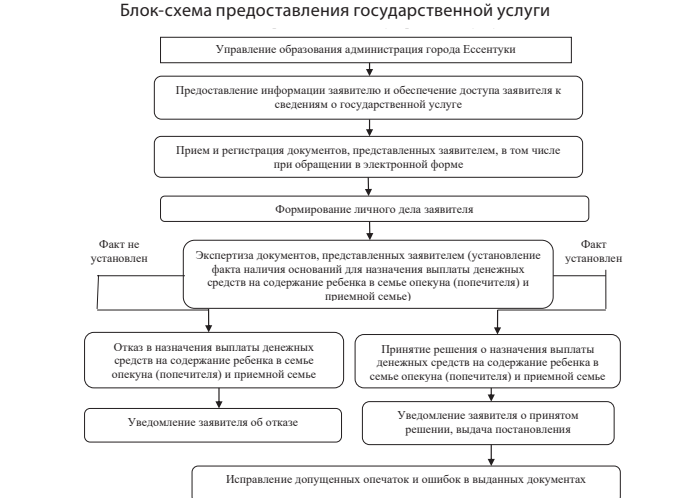 Блок-схема предоставления государственной услуги
Управление образования администрация города Ессентуки
Предоставление информации заявителю и обеспечение доступа заявителя к
сведениям о государственной услуге
Прием и регистрация документов, представленных заявителем, в том числе
при обращении в электронной форме
Формирование личного дела заявителя
Факт не
установлен
Экспертиза документов, представленных заявителем (установление
факта наличия оснований для назначения выплаты денежных
средств на содержание ребенка в семье опекуна (попечителя) и
приемной семье)
Факт
установлен
Отказ в назначения выплаты денежных
средств на содержание ребенка в семье
опекуна (попечителя) и приемной семье
Принятие решения о назначения выплаты
денежных средств на содержание ребенка в
семье опекуна (попечителя) и приемной семье
Уведомление заявителя об отказе
Уведомление заявителя о принятом
решении, выдача постановления
Исправление допущенных опечаток и ошибок в выданных документах